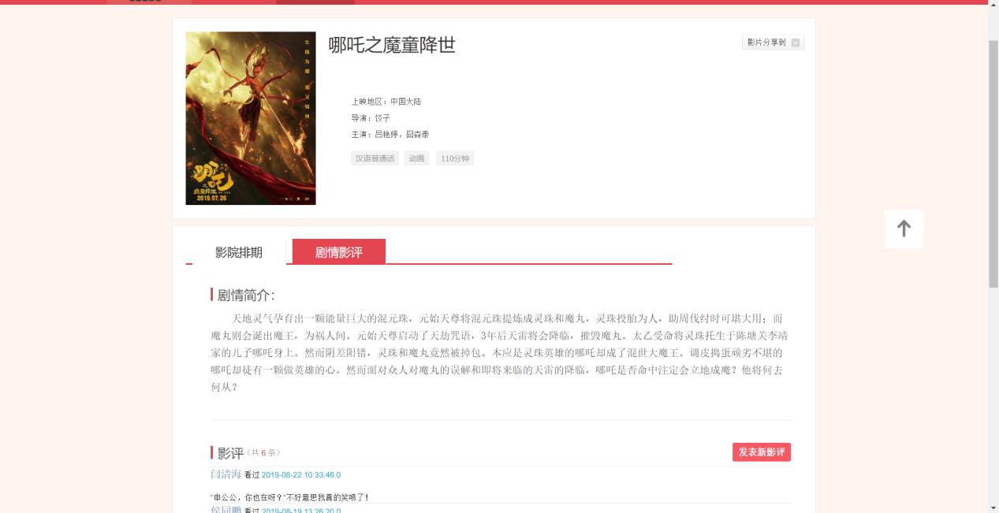 哪吒之魔童降世
影片分享到
生而为魔 那又如何
上映地区：中国大陆
导演：饺子
主演：吕艳婷，囧森泰
汉语普通话 动画 110分钟
哪吒
之
魔童降世
2019.07.26
影院排期 剧情影评
剧情简介：
天地灵气孕育出一颗能量巨大的混元珠，元始天尊将混元珠提炼成灵珠和魔丸，灵珠投胎为人，助周伐纣时可堪大用；而
魔丸则会诞出魔王，为祸人间。元始天尊启动了天劫咒语，3年后天雷将会降临，摧毁魔丸。太乙受命将灵珠托生于陈塘关李靖
家的儿子哪吒身上。然而阴差阳错，灵珠和魔丸竟然被掉包。本应是灵珠英雄的哪吒却成了混世大魔王。调皮捣蛋顽劣不堪的
哪吒却徒有一颗做英雄的心。然而面对众人对魔丸的误解和即将来临的天雷的降临，哪吒是否命中注定会立地成魔？他将何去
何从？
影评（共 6 条） 发表新影评
闫清海 看过 2019-08-22 10:33:46.0
“申公公，你也在呀？”不好意思我真的笑喷了！
侯同鹏 看过 2019-08-19 13:26:20.0